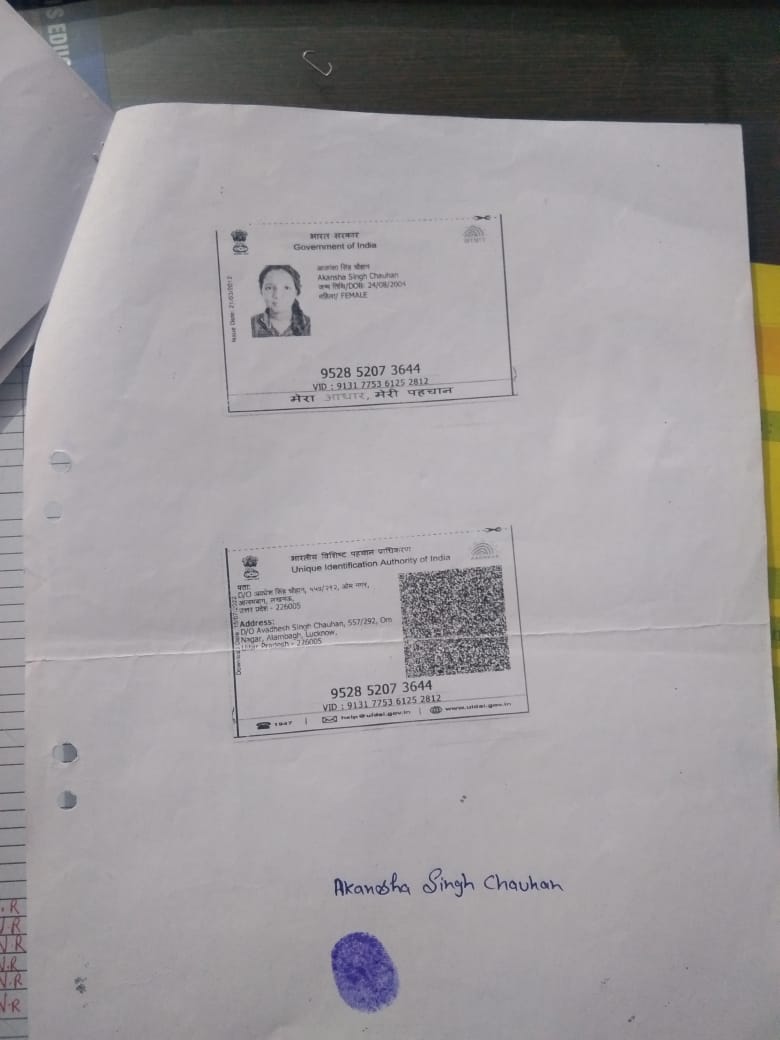 S EDU
भारत सरकार
Government of India
Issue Date: 21/03/2012
आकांशा सिंह चौहान
Akansha Singh Chauhan
जन्म तिथि/DOB: 24/08/2004
महिला/ FEMALE
9528 5207 3644
VID : 9131 7753 6125 2812
मेरा आधार, मेरी पहचान
भारतीय विशिष्ट पहचान प्राधिकरण
Unique Identification Authority of India
AADHAAR
पता:
D/O अवधेश सिंह चौहान, ५५७/२९२, ओम नगर,
आलमबाग, लखनऊ,
उत्तर प्रदेश - 226005
Address:
D/O Avadhesh Singh Chauhan, 557/292, Om
Nagar, Alambagh, Lucknow,
Uttar Pradesh - 226005
9528 5207 3644
VID : 9131 7753 6125 2812
1947 | help@uidai.gov.in | www.uidai.gov.in
Akansha Singh Chauhan
.R
N.R
N.R
N.R
N.R
N.R